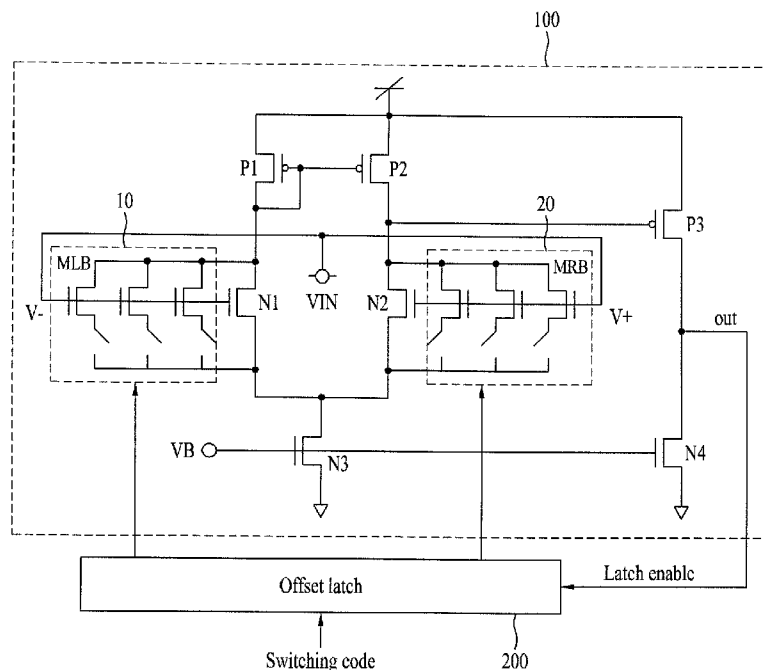 100
P1
P2
10
20
P3
MLB
MRB
N1
VIN
N2
V-
V+
out
VB
N3
N4
Offset latch
Latch enable
Switching code
200